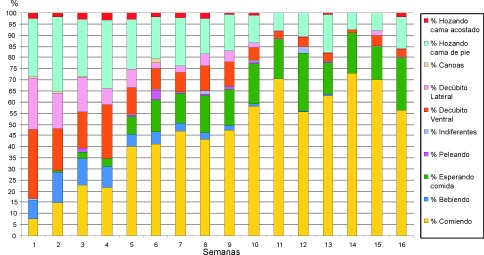 %
100
95
90
85
80
75
70
65
60
55
50
45
40
35
30
25
20
15
10
5
0
1 2 3 4 5 6 7 8 9 10 11 12 13 14 15 16
Semanas
% Hozando
cama acostado
% Hozando
cama de pie
% Canoas
% Decúbito
Lateral
% Decúbito
Ventral
% Indiferentes
% Peleando
% Esperando
comida
% Bebiendo
% Comiendo